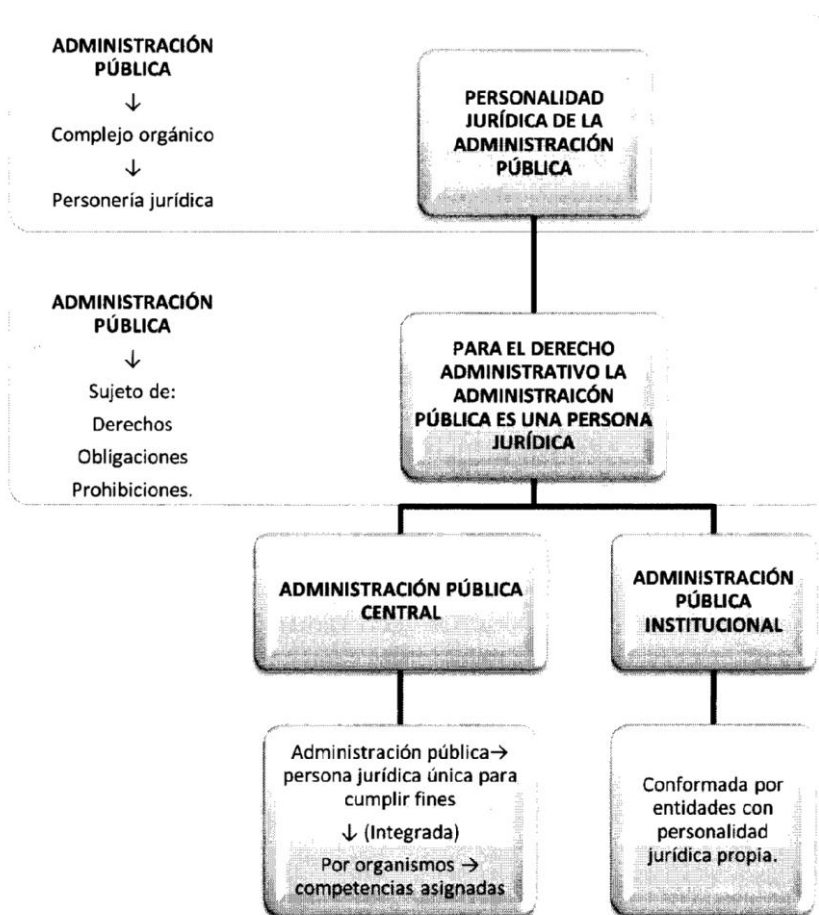 ADMINISTRACIÓN
PÚBLICA
↓
Complejo orgánico
↓
Personería jurídica
PERSONALIDAD
JURÍDICA DE LA
ADMINISTRACIÓN
PÚBLICA
ADMINISTRACIÓN
PÚBLICA
↓
Sujeto de:
Derechos
Obligaciones
Prohibiciones.
PARA EL DERECHO
ADMINISTRATIVO LA
ADMINISTRAICÓN
PÚBLICA ES UNA PERSONA
JURÍDICA
ADMINISTRACIÓN PÚBLICA
CENTRAL
ADMINISTRACIÓN
PÚBLICA
INSTITUCIONAL
Administración pública→
persona jurídica única para
cumplir fines
↓ (Integrada)
Por organismos →
competencias asignadas
Conformada por
entidades con
personalidad
jurídica propia.